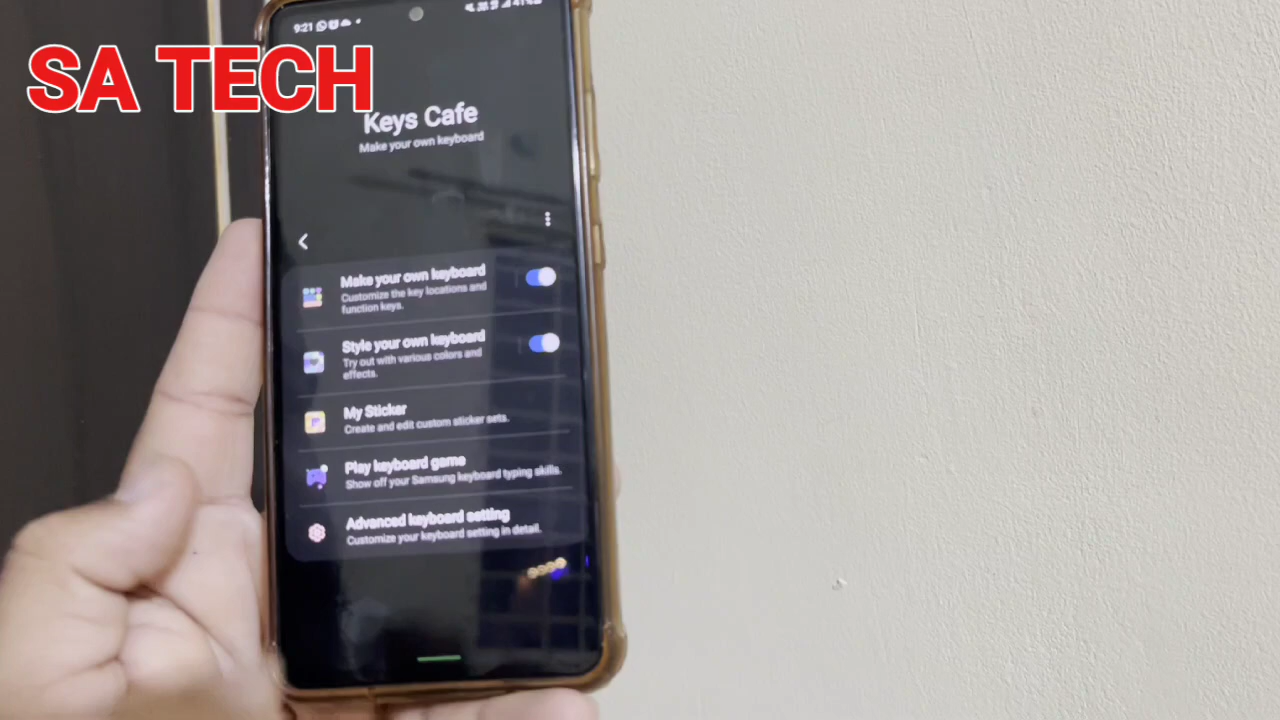 SA TECH
9:21
41%
Keys Cafe
Make your own keyboard
Make your own keyboard
Customize the key locations and
function keys.
Style your own keyboard
Try out with various colors and
effects.
My Sticker
Create and edit custom sticker sets.
Play keyboard game
Show off your Samsung keyboard typing skills.
Advanced keyboard setting
Customize your keyboard setting in detail.